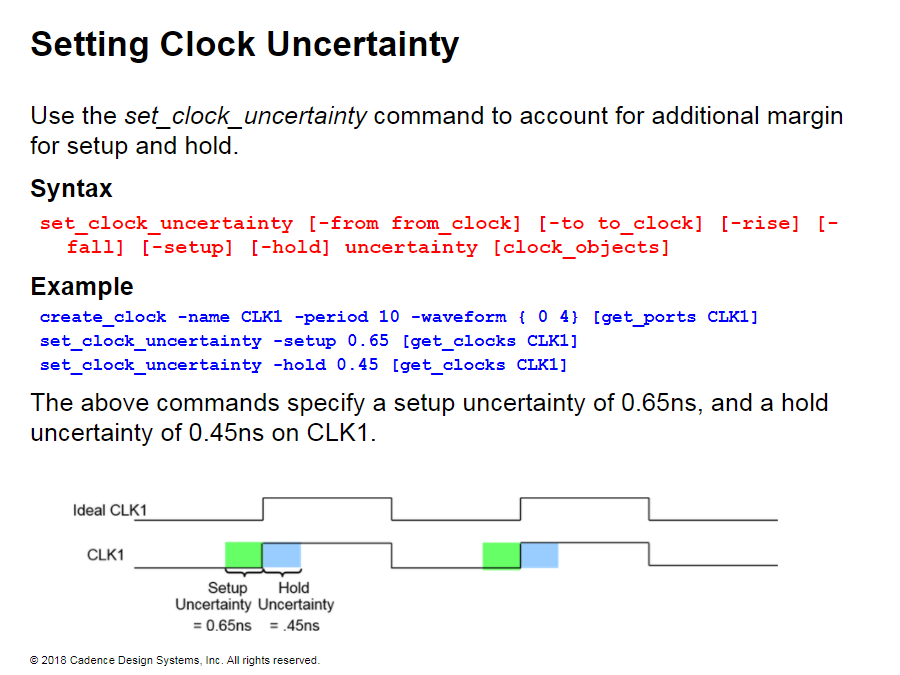 Setting Clock Uncertainty
Use the set_clock_uncertainty command to account for additional margin
for setup and hold.
Syntax
set_clock_uncertainty [-from from_clock] [-to to_clock] [-rise] [-
fall] [-setup] [-hold] uncertainty [clock_objects]
Example
create_clock -name CLK1 -period 10 -waveform { 0 4} [get_ports CLK1]
set_clock_uncertainty -setup 0.65 [get_clocks CLK1]
set_clock_uncertainty -hold 0.45 [get_clocks CLK1]
The above commands specify a setup uncertainty of 0.65ns, and a hold
uncertainty of 0.45ns on CLK1.
Ideal CLK1
CLK1
Setup Hold
Uncertainty Uncertainty
= 0.65ns = .45ns
© 2018 Cadence Design Systems, Inc. All rights reserved.